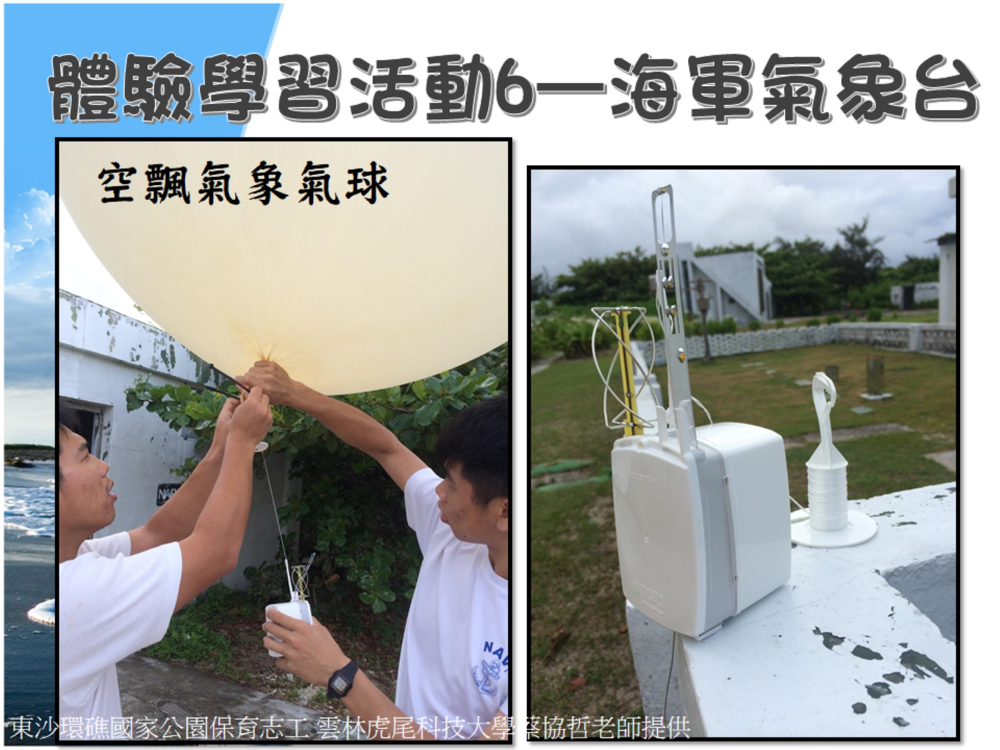 體驗學習活動6—海軍氣象台
空飄氣象氣球
NAV
東沙環礁國家公園保育志工 雲林虎尾科技大學蔡協哲老師提供